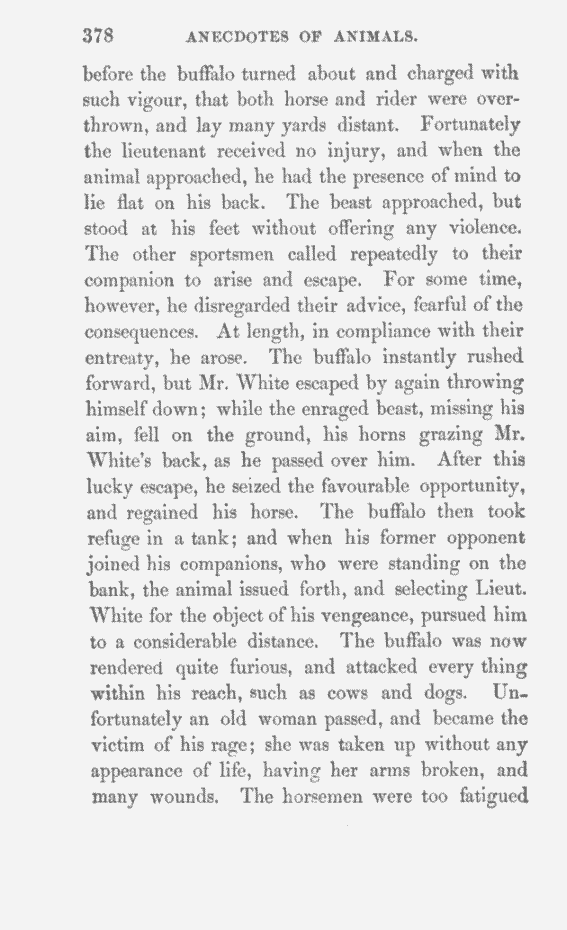 378 ANECDOTES OF ANIMALS.
before the buffalo turned about and charged with
such vigour, that both horse and rider were over-
thrown, and lay many yards distant. Fortunately
the lieutenant received no injury, and when the
animal approached, he had the presence of mind to
lie flat on his back. The beast approached, but
stood at his feet without offering any violence.
The other sportsmen called repeatedly to their
companion to arise and escape. For some time,
however, he disregarded their advice, fearful of the
consequences. At length, in compliance with their
entreaty, he arose. The buffalo instantly rushed
forward, but Mr. White escaped by again throwing
himself down; while the enraged beast, missing his
aim, fell on the ground, his horns grazing Mr.
White's back, as he passed over him. After this
lucky escape, he seized the favourable opportunity,
and regained his horse. The buffalo then took
refuge in a tank; and when his former opponent
joined his companions, who were standing on the
bank, the animal issued forth, and selecting Lieut.
White for the object of his vengeance, pursued him
to a considerable distance. The buffalo was now
rendered quite furious, and attacked every thing
within his reach, such as cows and dogs. Un-
fortunately an old woman passed, and became the
victim of his rage; she was taken up without any
appearance of life, having her arms broken, and
many wounds. The horsemen were too fatigued